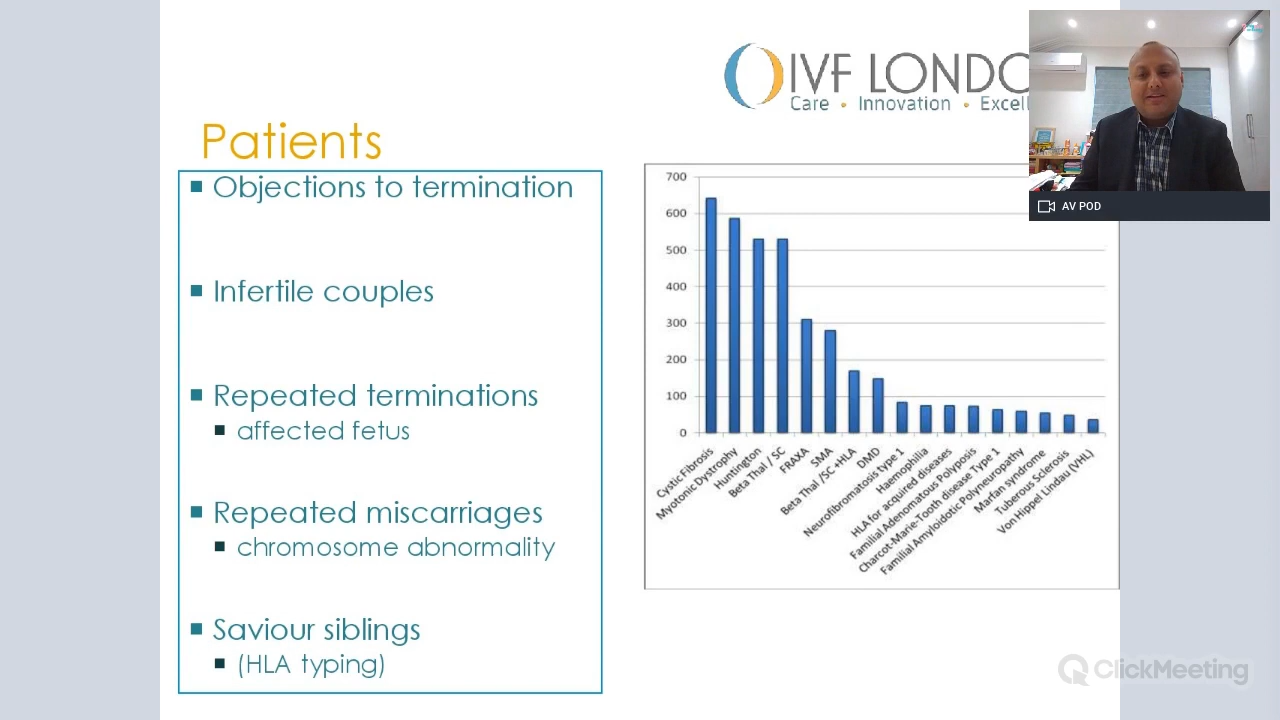 IVF LONDO
Care • Innovation • Excell
AV POD
Patients
■ Objections to termination
■ Infertile couples
■ Repeated terminations
■ affected fetus
■ Repeated miscarriages
■ chromosome abnormality
■ Saviour siblings
■ (HLA typing)
700
600
500
400
300
200
100
0
Cystic Fibrosis
Myotonic Dystrophy
Huntington
Beta Thal / SC
FRAXA
SMA
Beta Thal /SC +HLA
DMD
Neurofibromatosis type 1
Haemophilia
HLA for acquired diseases
Familial Adenomatous Polyposis
Charcot-Marie-Tooth disease Type 1
Familial Amyloidotic Polyneuropathy
Marfan syndrome
Tuberous Sclerosis
Von Hippel Lindau (VHL)
ClickMeeting